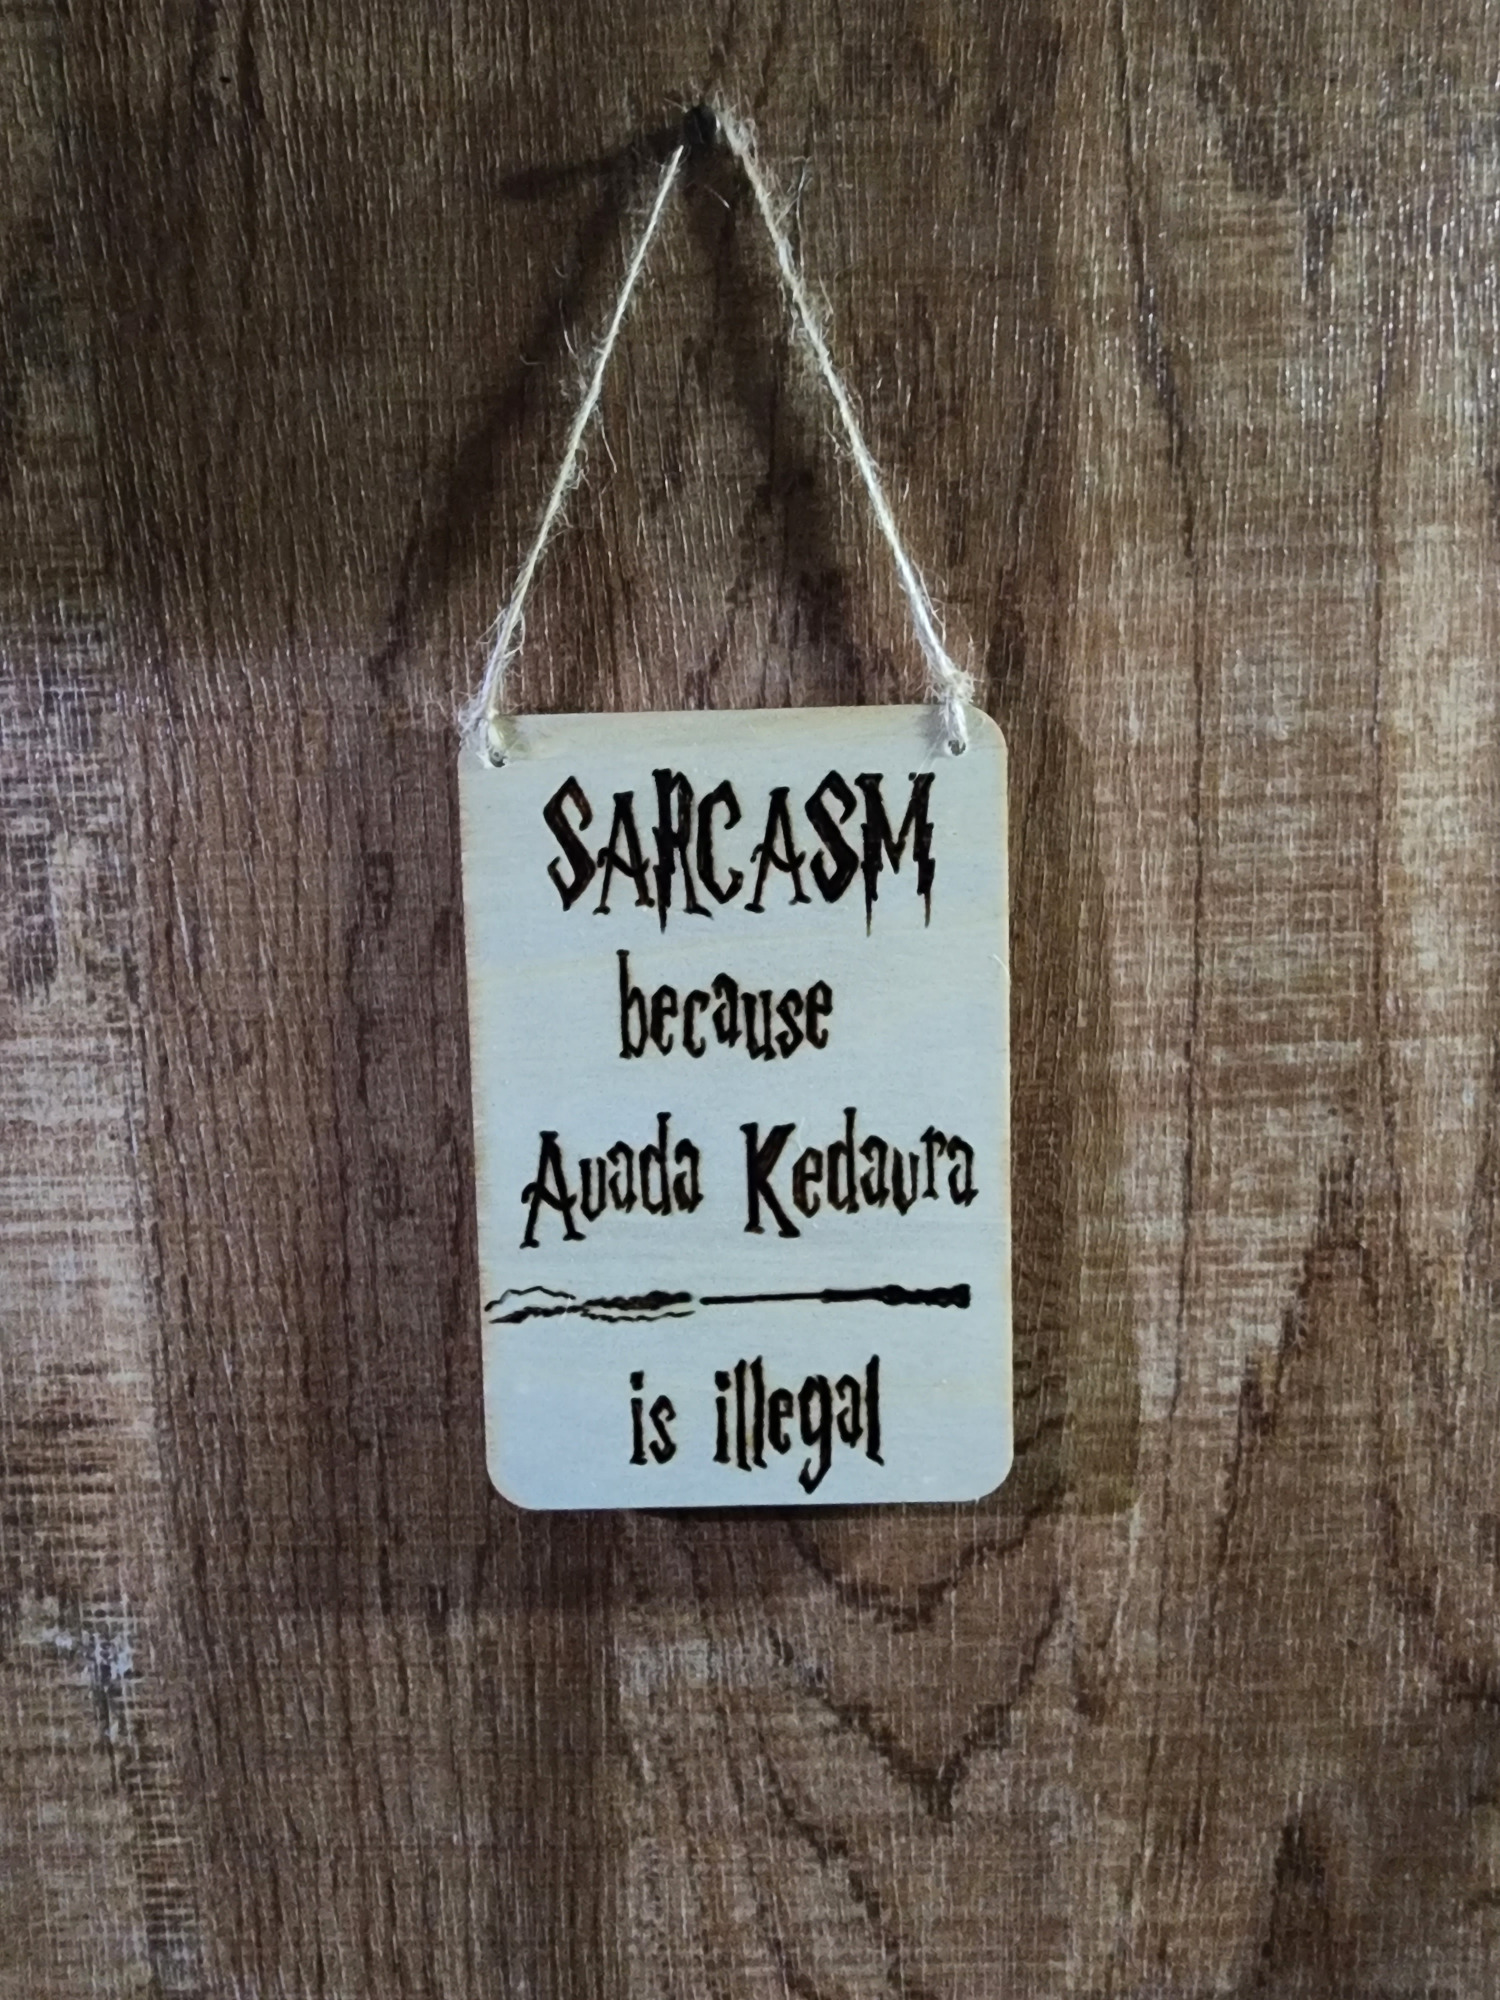 SARCASM
because
Avada Kedavra
is illegal